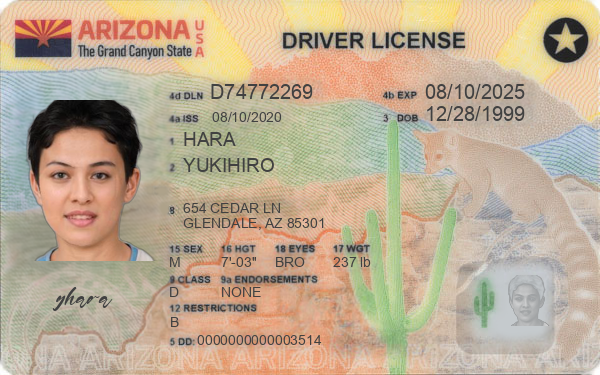 ARIZONA USA
The Grand Canyon State
DRIVER LICENSE
4d DLN D74772269 4b EXP 08/10/2025
4a ISS 08/10/2020 3 DOB 12/28/1999
1 HARA
2 YUKIHIRO
8 654 CEDAR LN
GLENDALE, AZ 85301
15 SEX 16 HGT 18 EYES 17 WGT
M 7'-03" BRO 237 lb
9 CLASS 9a ENDORSEMENTS
D NONE
12 RESTRICTIONS
B
5 DD: 0000000000003514
yhara
ARIZONA ARIZONA ARIZONA ARIZONA